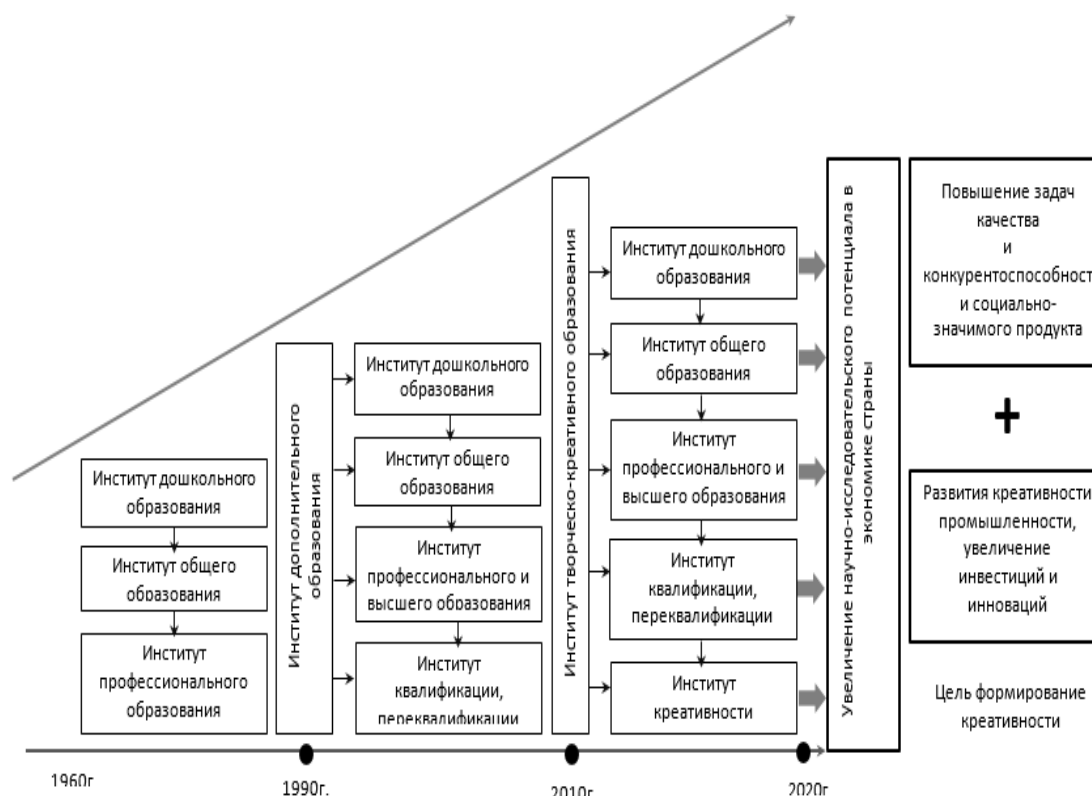 Институт дошкольного
образования
Институт общего
образования
Институт
профессионального
образования
Институт дополнительного
образования
Институт дошкольного
образования
Институт общего
образования
Институт
профессионального и
высшего образования
Институт
квалификации,
переквалификации
Институт творческо-креативного образования
Институт дошкольного
образования
Институт общего
образования
Институт
профессионального и
высшего образования
Институт
квалификации,
переквалификации
Институт
креативности
Увеличение научно-исследовательского потенциала в
экономике страны
Повышение задач
качества
и
конкурентоспособност
и социально-
значимого продукта
+
Развития креативности
промышленности,
увеличение
инвестиций и
инноваций
Цель формирование
креативности
1960г
1990г.
2010г
2020г